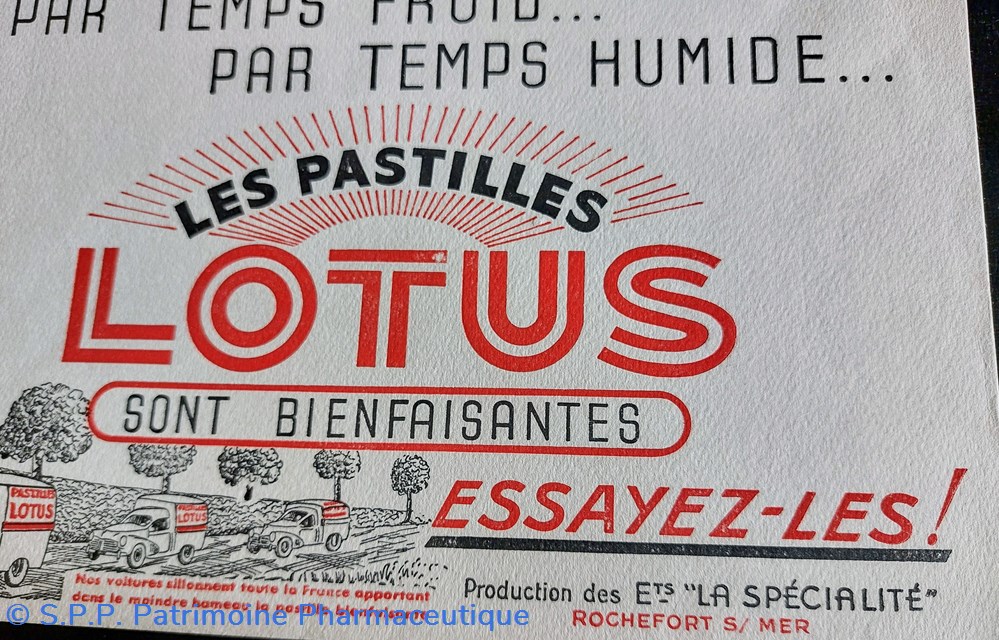 PAR TEMPS FROID...
PAR TEMPS HUMIDE...
LES PASTILLES
LOTUS
SONT BIENFAISANTES
PASTILLES
LOTUS
PASTILLES
LOTUS
ESSAYEZ-LES!
Nos voitures sillonnent toute la France apportant
dans le moindre hameau la pastille bienfaisante
Production des ETS "LA SPÉCIALITÉ"
ROCHEFORT S/ MER
© S.P.P. Patrimoine Pharmaceutique